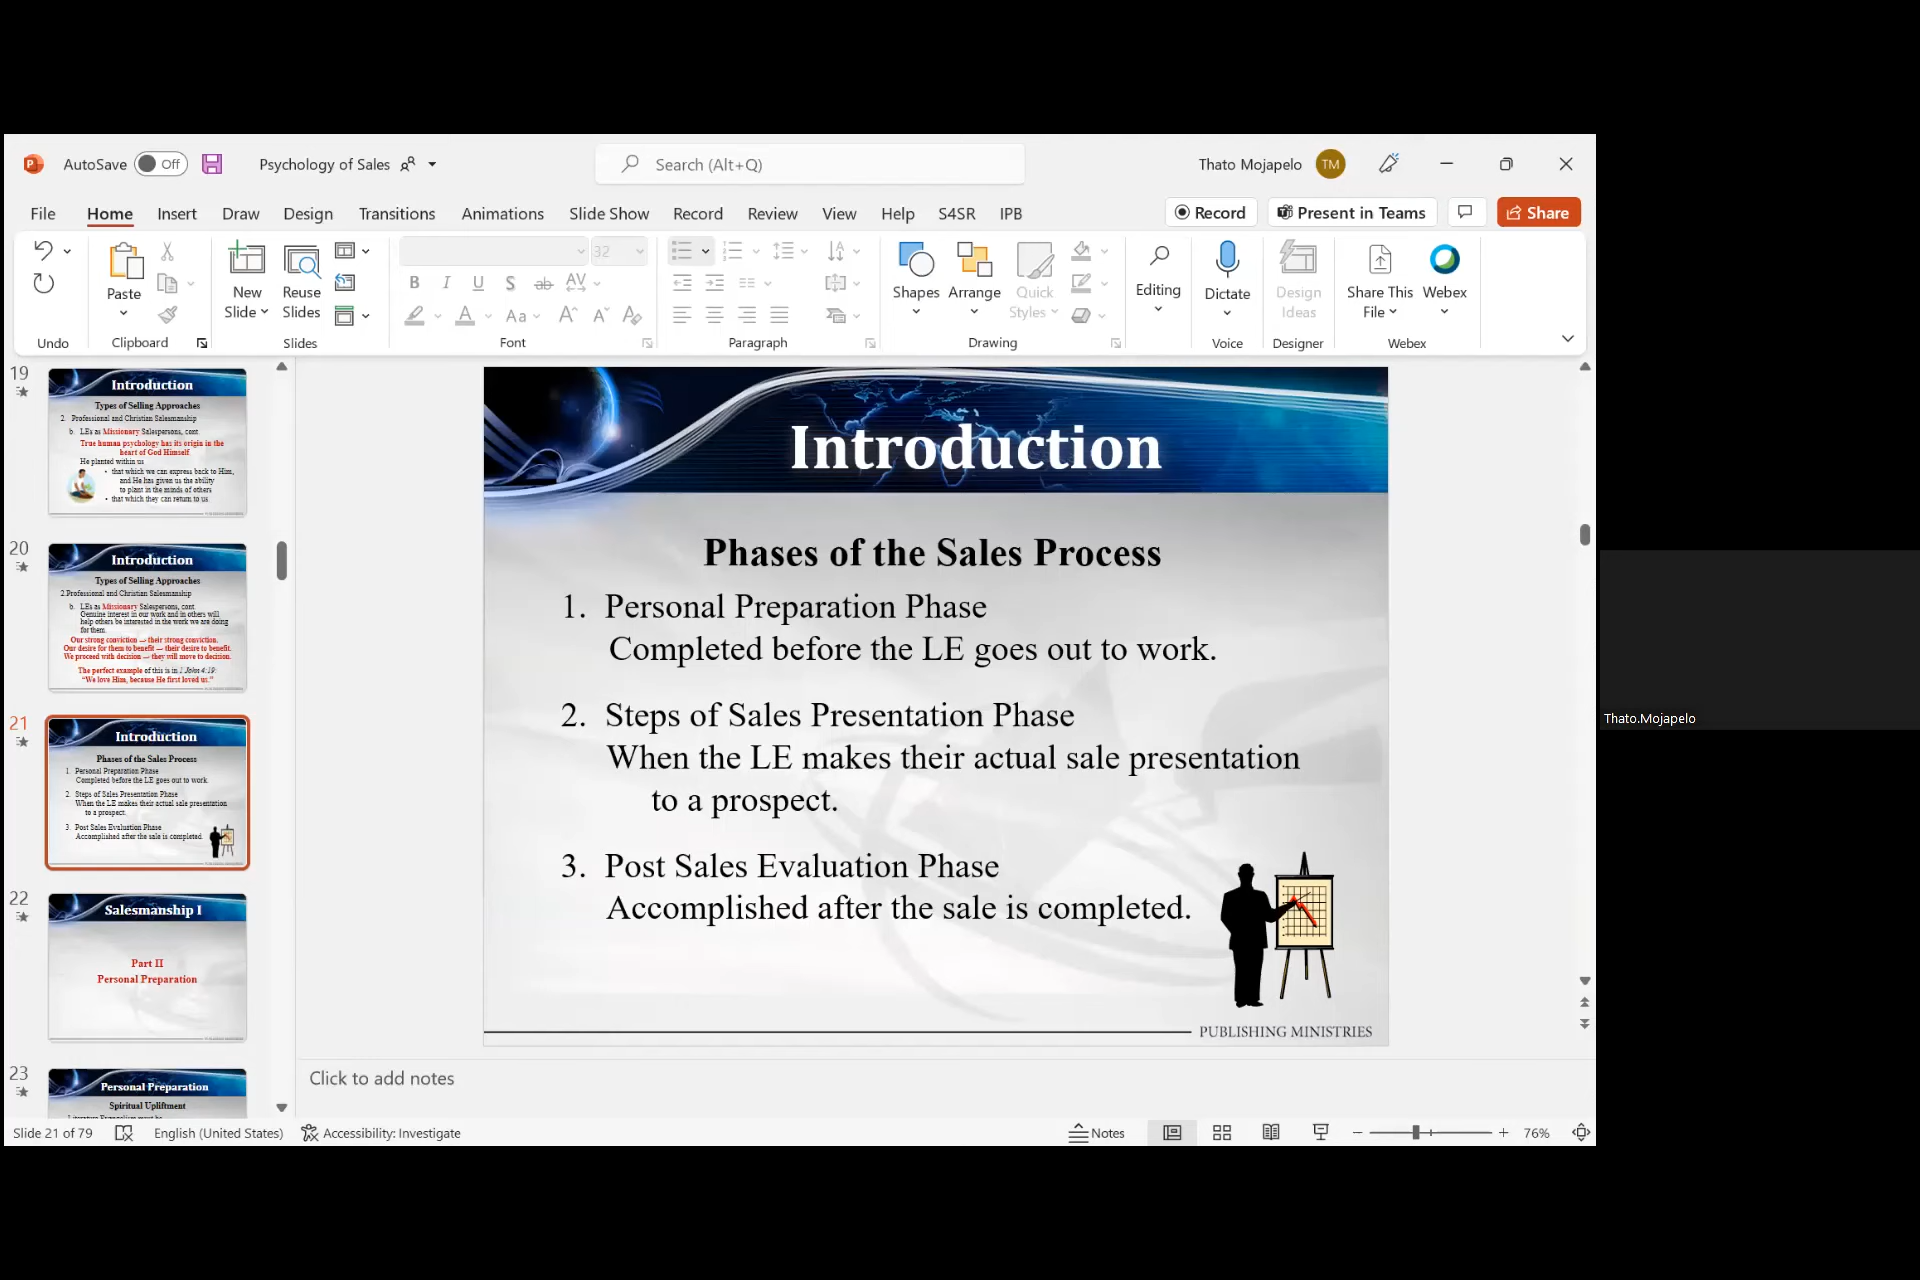 AutoSave Off Psychology of Sales Search (Alt+Q) Thato Mojapelo TM
File Home Insert Draw Design Transitions Animations Slide Show Record Review View Help S4SR IPB Record Present in Teams Share
Paste New Slide Reuse Slides 32 Shapes Arrange Quick Styles Editing Dictate Design Ideas Share This File Webex
Undo Clipboard Slides Font Paragraph Drawing Voice Designer Webex
19
Introduction
Types of Selling Approaches
2. Professional and Christian Salesmanship
b. LEs as Missionary Salespersons, cont.
True human psychology has its origin in the
heart of God Himself
He planted within us
• that which we can express back to Him,
and He has given us the ability
to plant in the minds of others
• that which they can return to us
20
Introduction
Types of Selling Approaches
2.Professional and Christian Salesmanship
b. LEs as Missionary Salespersons, cont
Genuine interest in our work and in others will
help others be interested in the work we are doing
for them.
Our strong conviction — their strong conviction.
Our desire for them to benefit — their desire to benefit.
We proceed with decision — they will move to decision.
The perfect example of this is in 1 John 4:19:
"We love Him, because He first loved us."
21
Introduction
Phases of the Sales Process
1. Personal Preparation Phase
Completed before the LE goes out to work.
2. Steps of Sales Presentation Phase
When the LE makes their actual sale presentation
to a prospect.
3. Post Sales Evaluation Phase
Accomplished after the sale is completed.
22
Salesmanship I
Part II
Personal Preparation
23
Personal Preparation
Spiritual Upliftment
Introduction
Phases of the Sales Process
1. Personal Preparation Phase
Completed before the LE goes out to work.
2. Steps of Sales Presentation Phase
When the LE makes their actual sale presentation
to a prospect.
3. Post Sales Evaluation Phase
Accomplished after the sale is completed.
PUBLISHING MINISTRIES
Click to add notes
Slide 21 of 79 English (United States) Accessibility: Investigate Notes 76%
Thato.Mojapelo